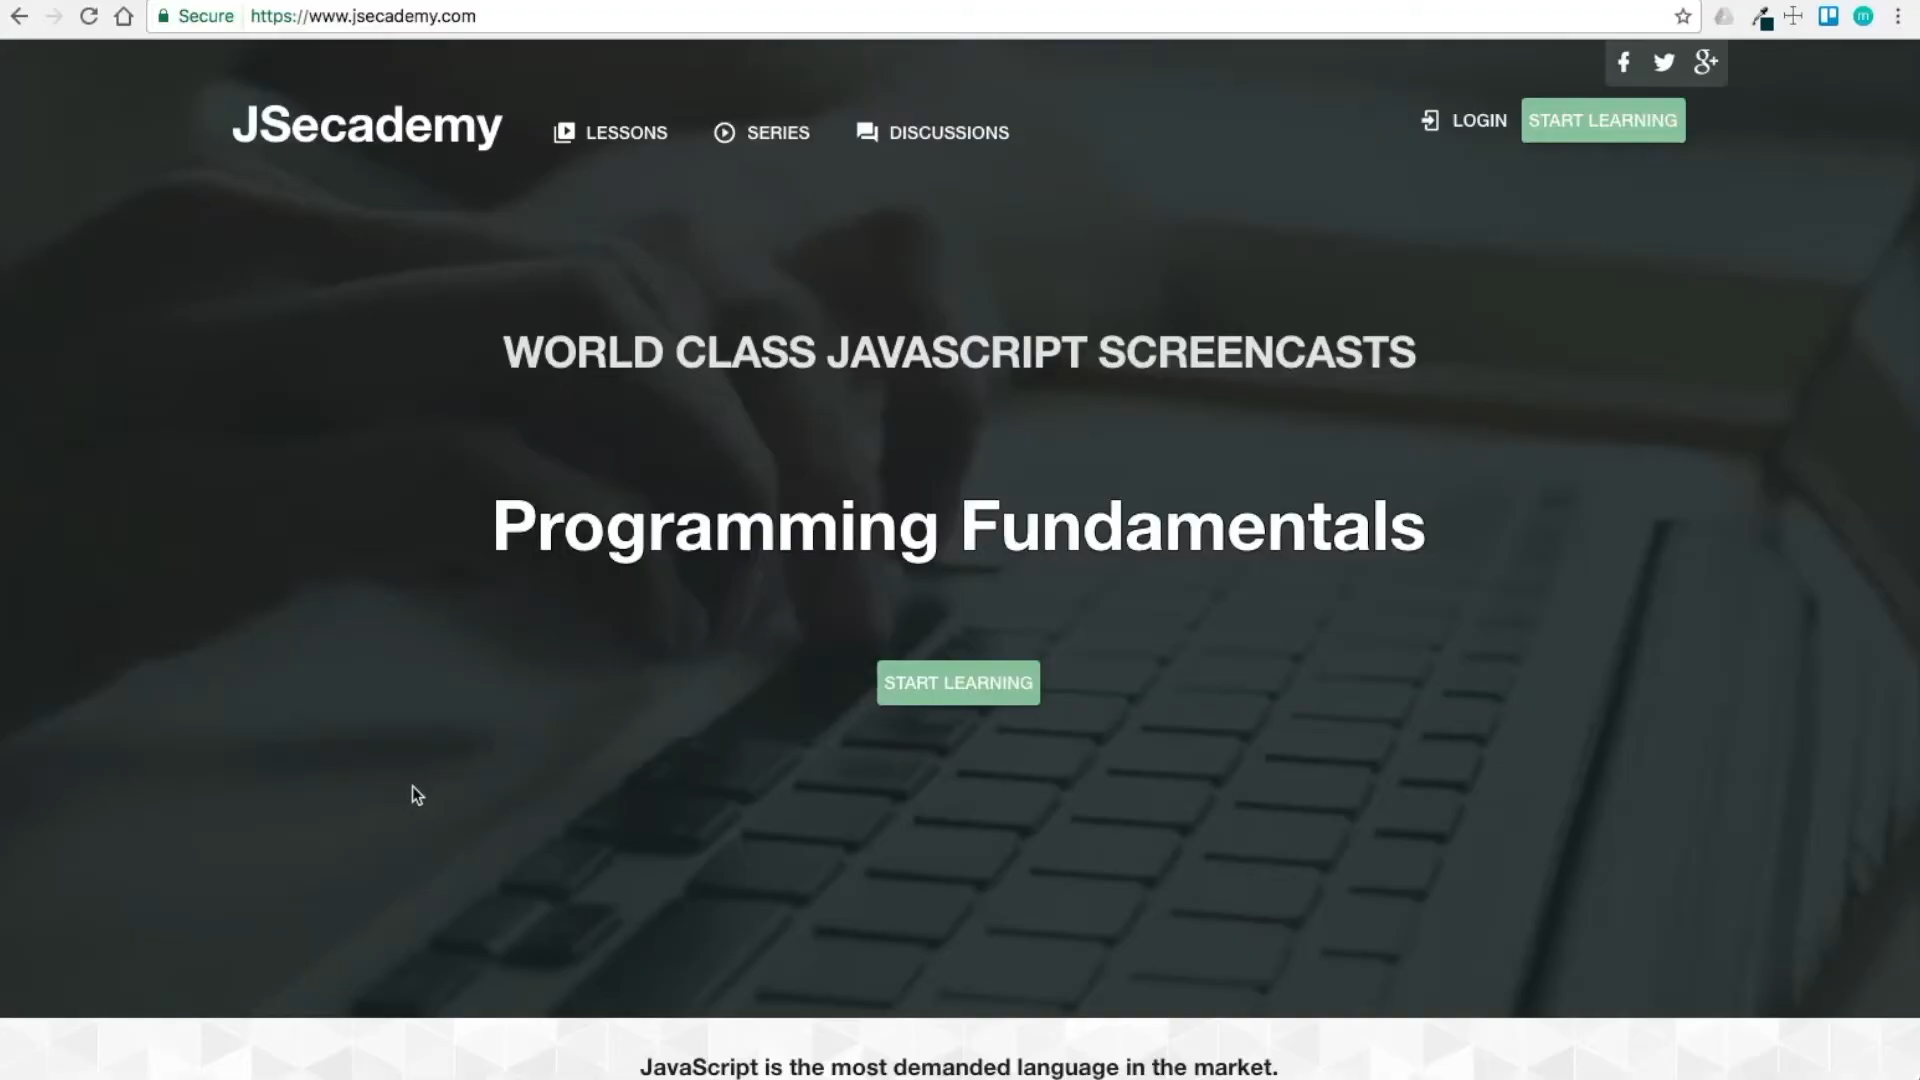 Secure https://www.jsecademy.com
m
f g+
JSecademy
LESSONS SERIES DISCUSSIONS
LOGIN START LEARNING
WORLD CLASS JAVASCRIPT SCREENCASTS
Programming Fundamentals
START LEARNING
JavaScript is the most demanded language in the market.